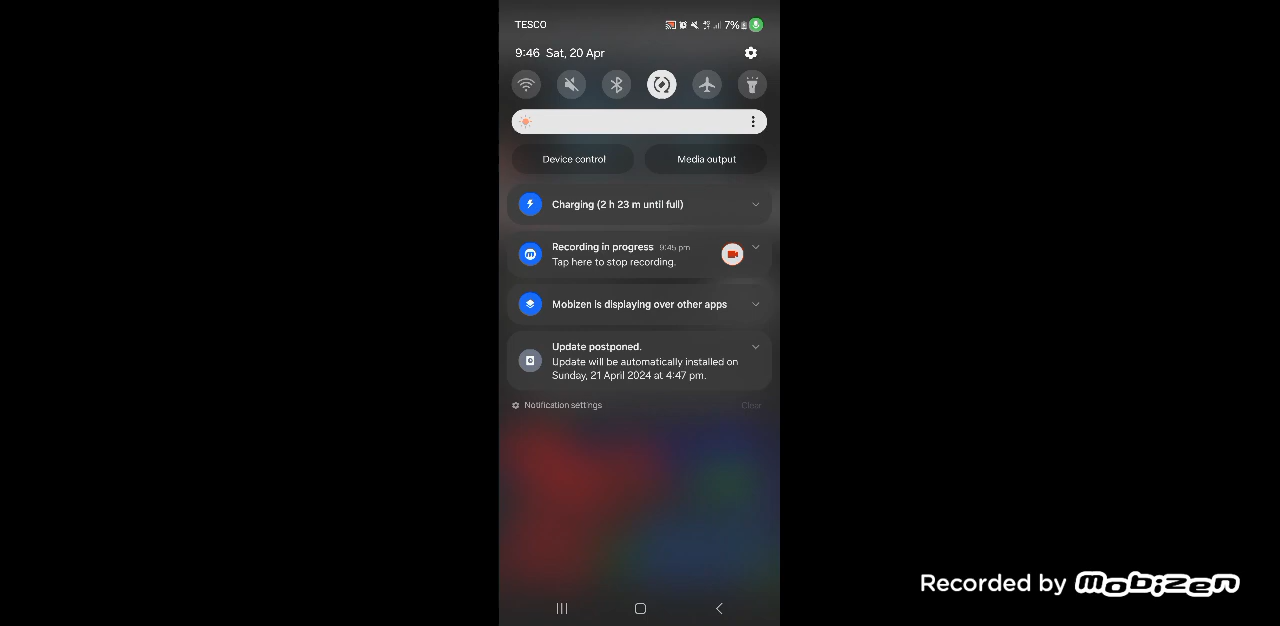 TESCO
7%
9:46 Sat, 20 Apr
Device control
Media output
Charging (2 h 23 m until full)
Recording in progress 9:45 pm
Tap here to stop recording.
Mobizen is displaying over other apps
Update postponed.
Update will be automatically installed on
Sunday, 21 April 2024 at 4:47 pm.
Notification settings
Clear
Recorded by mobizen